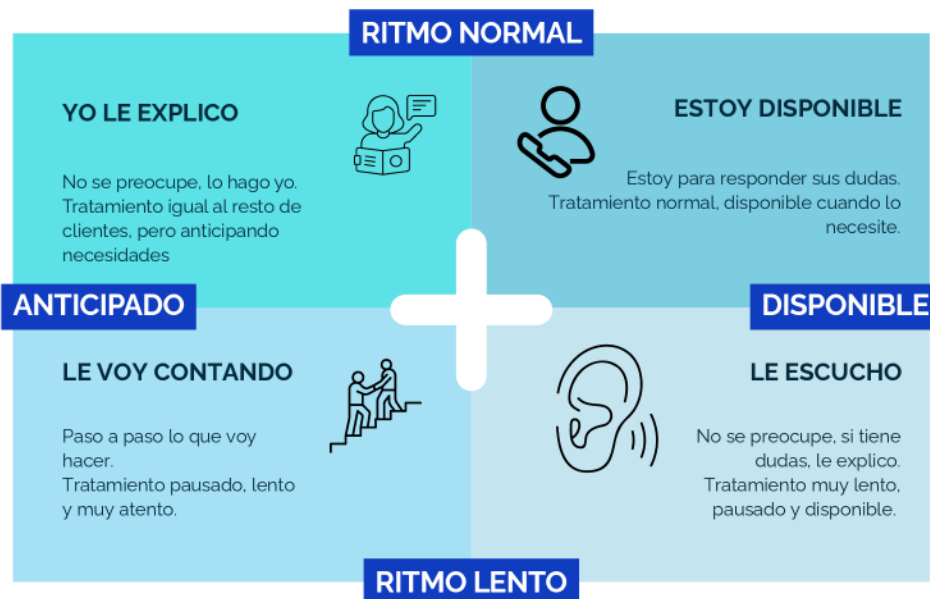 RITMO NORMAL
YO LE EXPLICO
No se preocupe, lo hago yo.
Tratamiento igual al resto de
clientes, pero anticipando
necesidades
ESTOY DISPONIBLE
Estoy para responder sus dudas.
Tratamiento normal, disponible cuando lo
necesite.
ANTICIPADO
DISPONIBLE
LE VOY CONTANDO
Paso a paso lo que voy
hacer.
Tratamiento pausado, lento
y muy atento.
LE ESCUCHO
No se preocupe, si tiene
dudas, le explico.
Tratamiento muy lento,
pausado y disponible.
RITMO LENTO